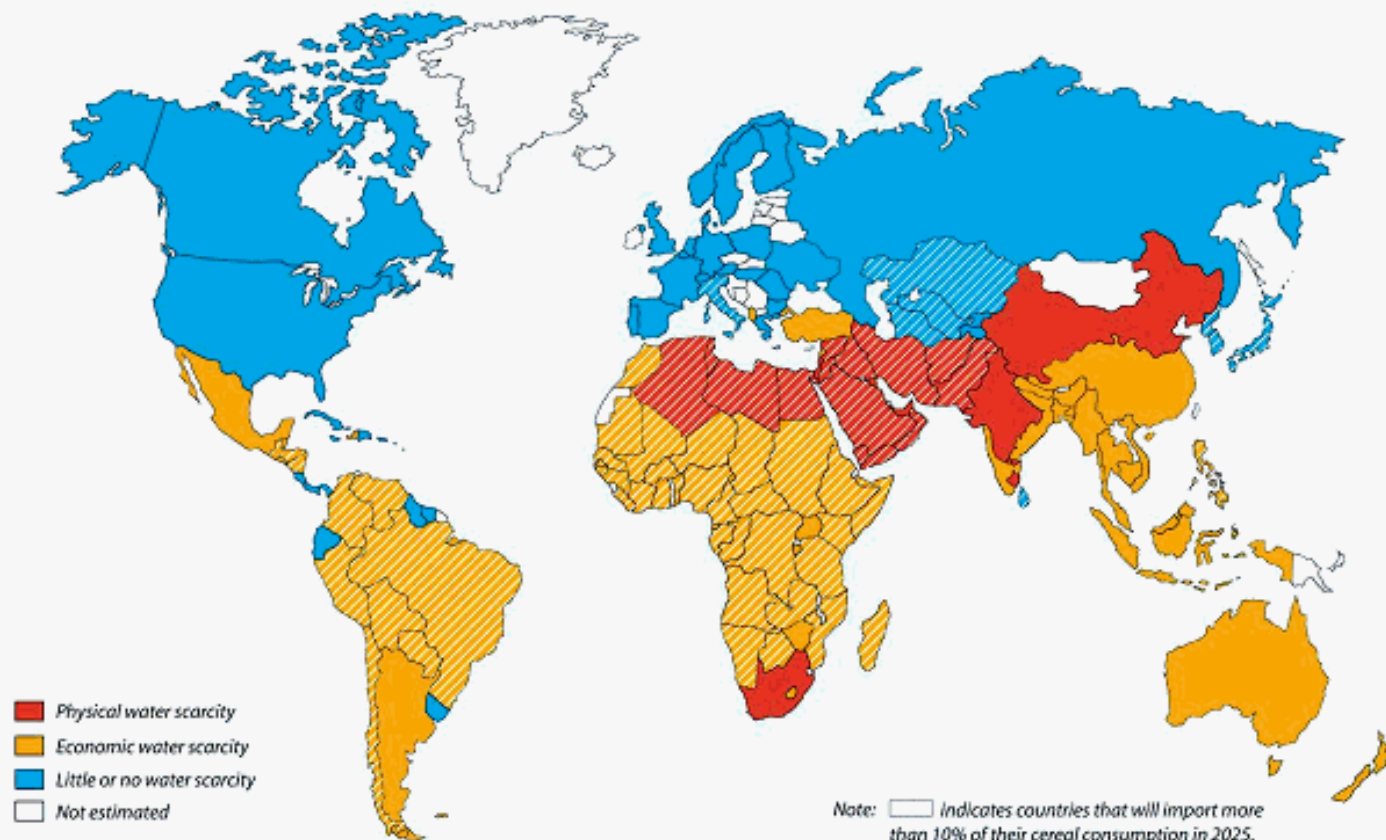 Physical water scarcity
Economic water scarcity
Little or no water scarcity
Not estimated
Note: indicates countries that will import more
than 10% of their cereal consumption in 2025.